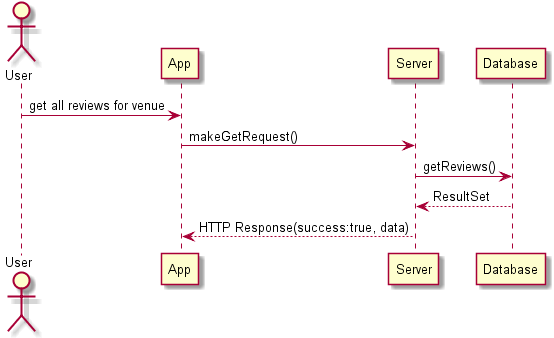 User
App
Server
Database
get all reviews for venue
makeGetRequest()
getReviews()
ResultSet
HTTP Response(success:true, data)
User
App
Server
Database